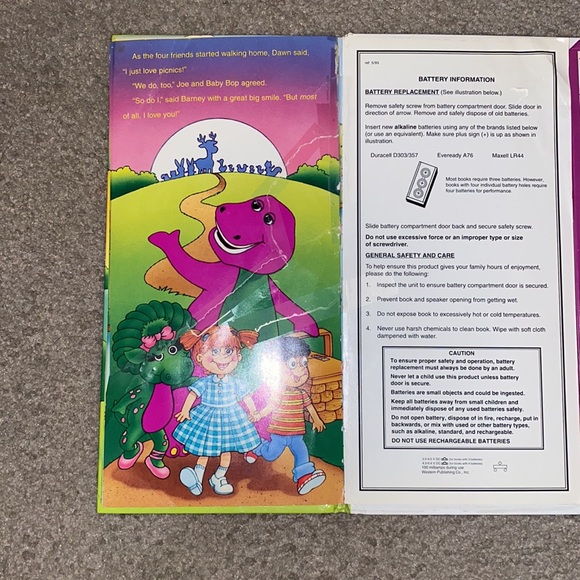 As the four friends started walking home, Dawn said,
"I just love picnics!"
"We do, too," Joe and Baby Bop agreed.
"So do I," said Barney with a great big smile. "But most
of all, I love you!"
ref. 5/93
BATTERY INFORMATION
BATTERY REPLACEMENT (See illustration below.)
Remove safety screw from battery compartment door. Slide door in
direction of arrow. Remove and safely dispose of old batteries.
Insert new alkaline batteries using any of the brands listed below
(or use an equivalent). Make sure plus sign (+) is up as shown in
illustration.
Duracell D303/357 Eveready A76 Maxell LR44
Most books require three batteries. However,
books with four individual battery holes require
four batteries for performance.
Slide battery compartment door back and secure safety screw.
Do not use excessive force or an improper type or size
of screwdriver.
GENERAL SAFETY AND CARE
To help ensure this product gives your family hours of enjoyment,
please do the following:
1. Inspect the unit to ensure battery compartment door is secured.
2. Prevent book and speaker opening from getting wet.
3. Do not expose book to excessively hot or cold temperatures.
4. Never use harsh chemicals to clean book. Wipe with soft cloth
dampened with water.
CAUTION
To ensure proper safety and operation, battery
replacement must always be done by an adult.
Never let a child use this product unless battery
door is secure.
Batteries are small objects and could be ingested.
Keep all batteries away from small children and
immediately dispose of any used batteries safely.
Do not open battery, dispose of in fire, recharge, put in
backwards, or mix with used or other battery types,
such as alkaline, standard, and rechargeable.
DO NOT USE RECHARGEABLE BATTERIES
100 milliamps during use
Western Publishing Co., Inc.